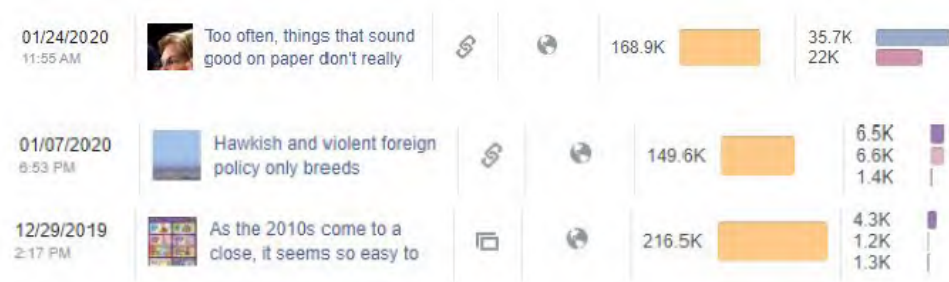 01/24/2020
11:55 AM
Too often, things that sound
good on paper don't really
168.9K
35.7K
22K
01/07/2020
6:53 PM
Hawkish and violent foreign
policy only breeds
149.6K
6.5K
6.6K
1.4K
12/29/2019
2:17 PM
As the 2010s come to a
close, it seems so easy to
216.5K
4.3K
1.2K
1.3K